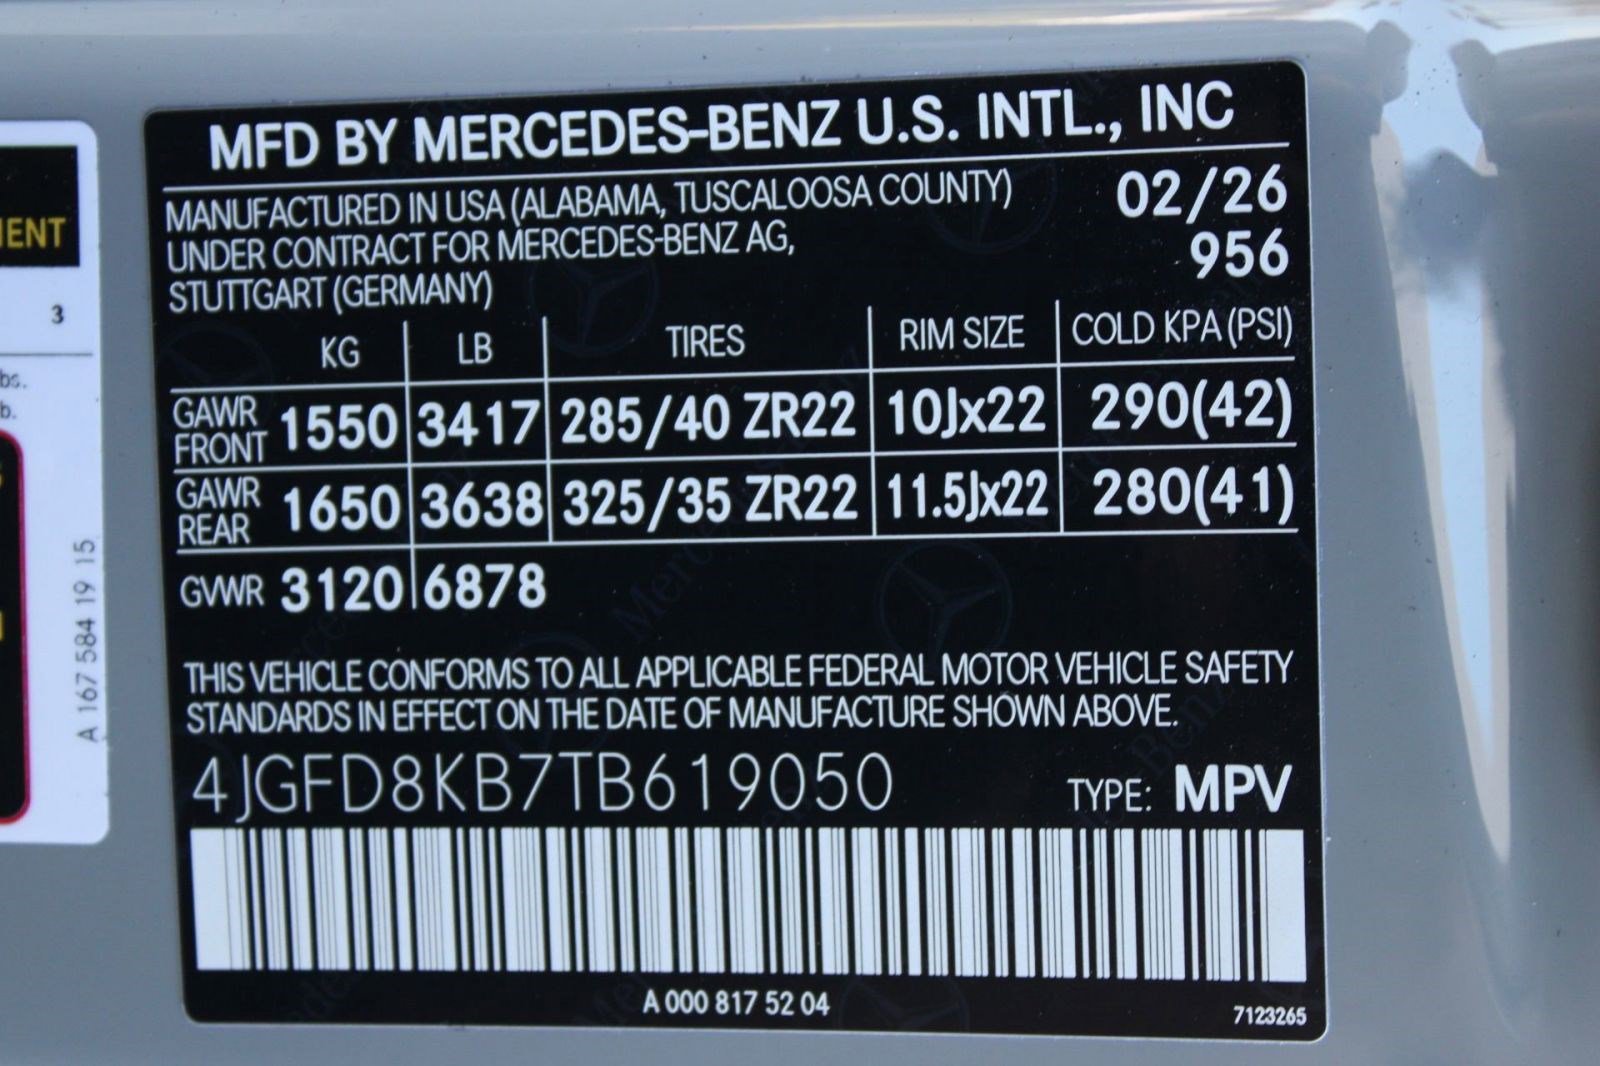 MFD BY MERCEDES-BENZ U.S. INTL., INC
MANUFACTURED IN USA (ALABAMA, TUSCALOOSA COUNTY)
UNDER CONTRACT FOR MERCEDES-BENZ AG,
STUTTGART (GERMANY)
02/26
956
KG LB TIRES RIM SIZE COLD KPA (PSI)
GAWR FRONT 1550 3417 285/40 ZR22 10Jx22 290(42)
GAWR REAR 1650 3638 325/35 ZR22 11.5Jx22 280(41)
GVWR 3120 6878
THIS VEHICLE CONFORMS TO ALL APPLICABLE FEDERAL MOTOR VEHICLE SAFETY
STANDARDS IN EFFECT ON THE DATE OF MANUFACTURE SHOWN ABOVE.
4JGFD8KB7TB619050 TYPE: MPV
A 000 817 52 04
7123265
3
A 167 584 19 15